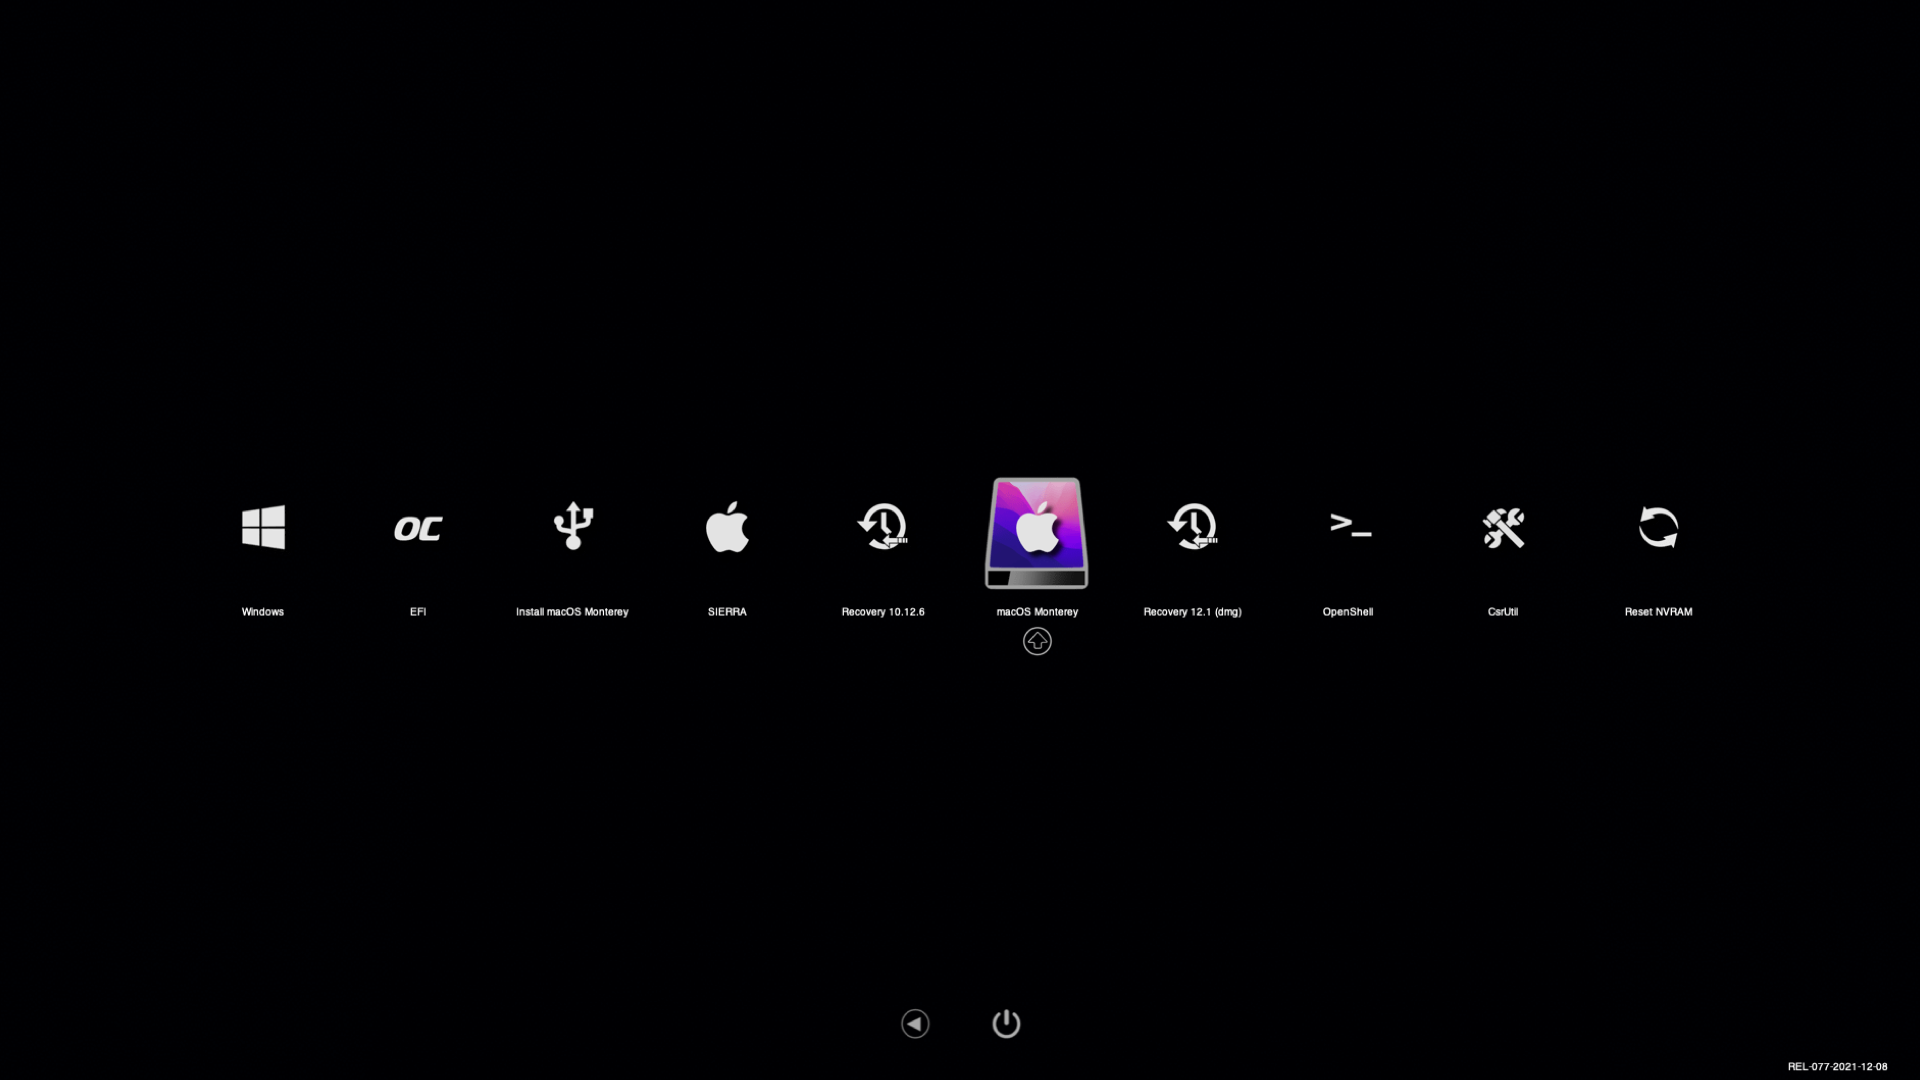 OC
>_
Windows
EFI
Install macOS Monterey
SIERRA
Recovery 10.12.6
macOS Monterey
Recovery 12.1 (dmg)
OpenShell
CsrUtil
Reset NVRAM
REL-077-2021-12-08